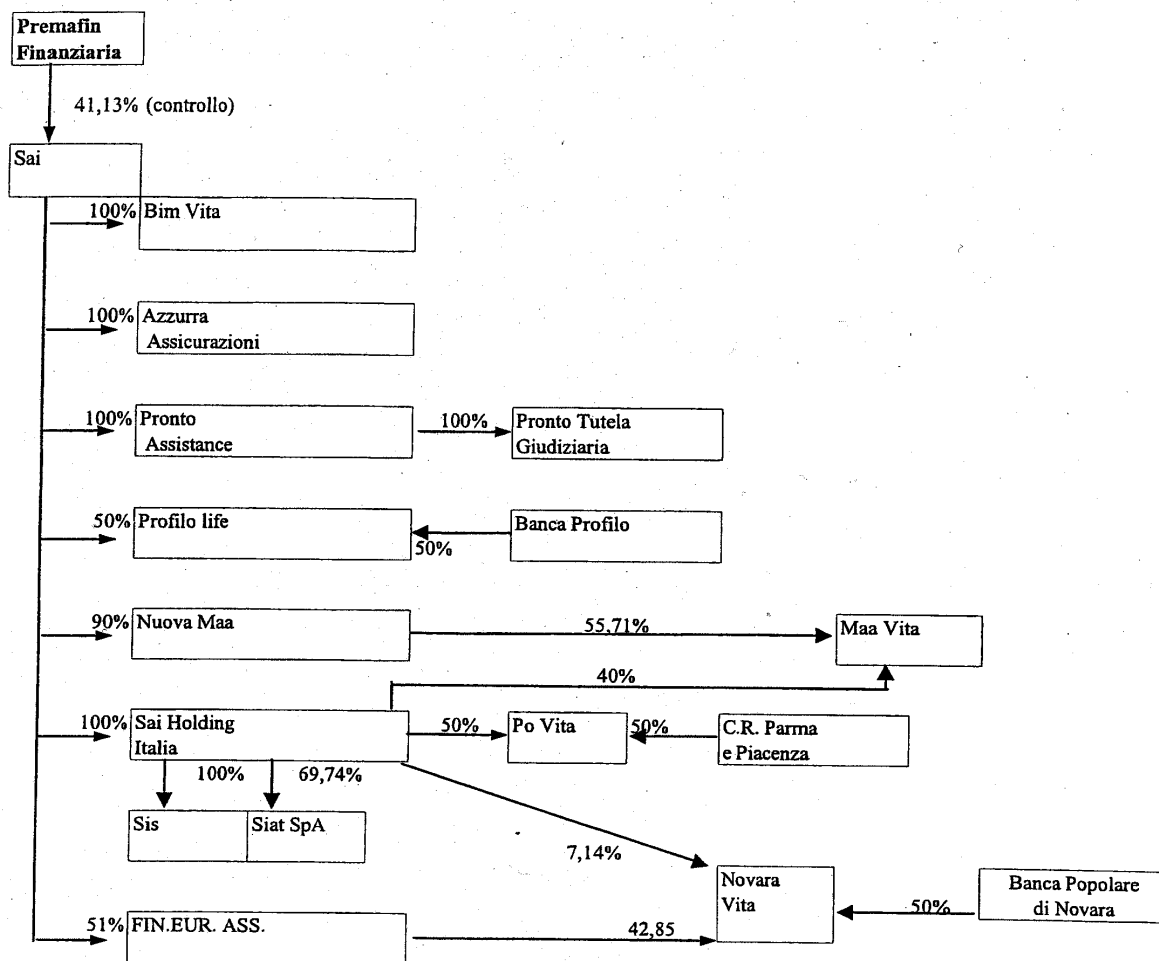 Premafin
Finanziaria
41,13% (controllo)
Sai
100% Bim Vita
100% Azzurra
Assicurazioni
100% Pronto
Assistance
100%
Pronto Tutela
Giudiziaria
50% Profilo life
50%
Banca Profilo
90% Nuova Maa
55,71%
Maa Vita
40%
100% Sai Holding
Italia
50%
Po Vita
50%
C.R. Parma
e Piacenza
100%
69,74%
Sis
Siat SpA
7,14%
Novara
Vita
50%
Banca Popolare
di Novara
51% FIN.EUR. ASS.
42,85